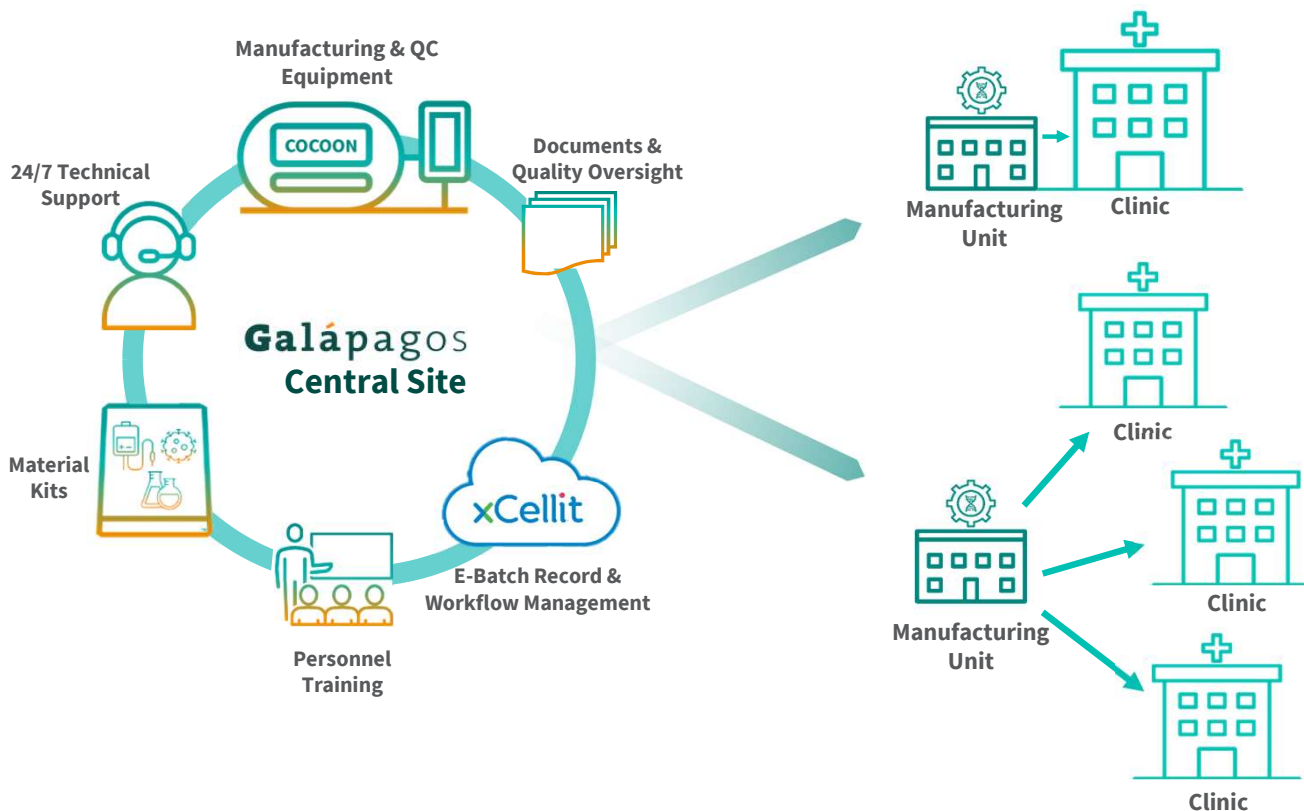 Manufacturing & QC
Equipment
COCOON
Documents &
Quality Oversight
24/7 Technical
Support
Galápagos
Central Site
Material
Kits
xCellit
E-Batch Record &
Workflow Management
Personnel
Training
Manufacturing
Unit
Clinic
Clinic
Clinic
Manufacturing
Unit
Clinic